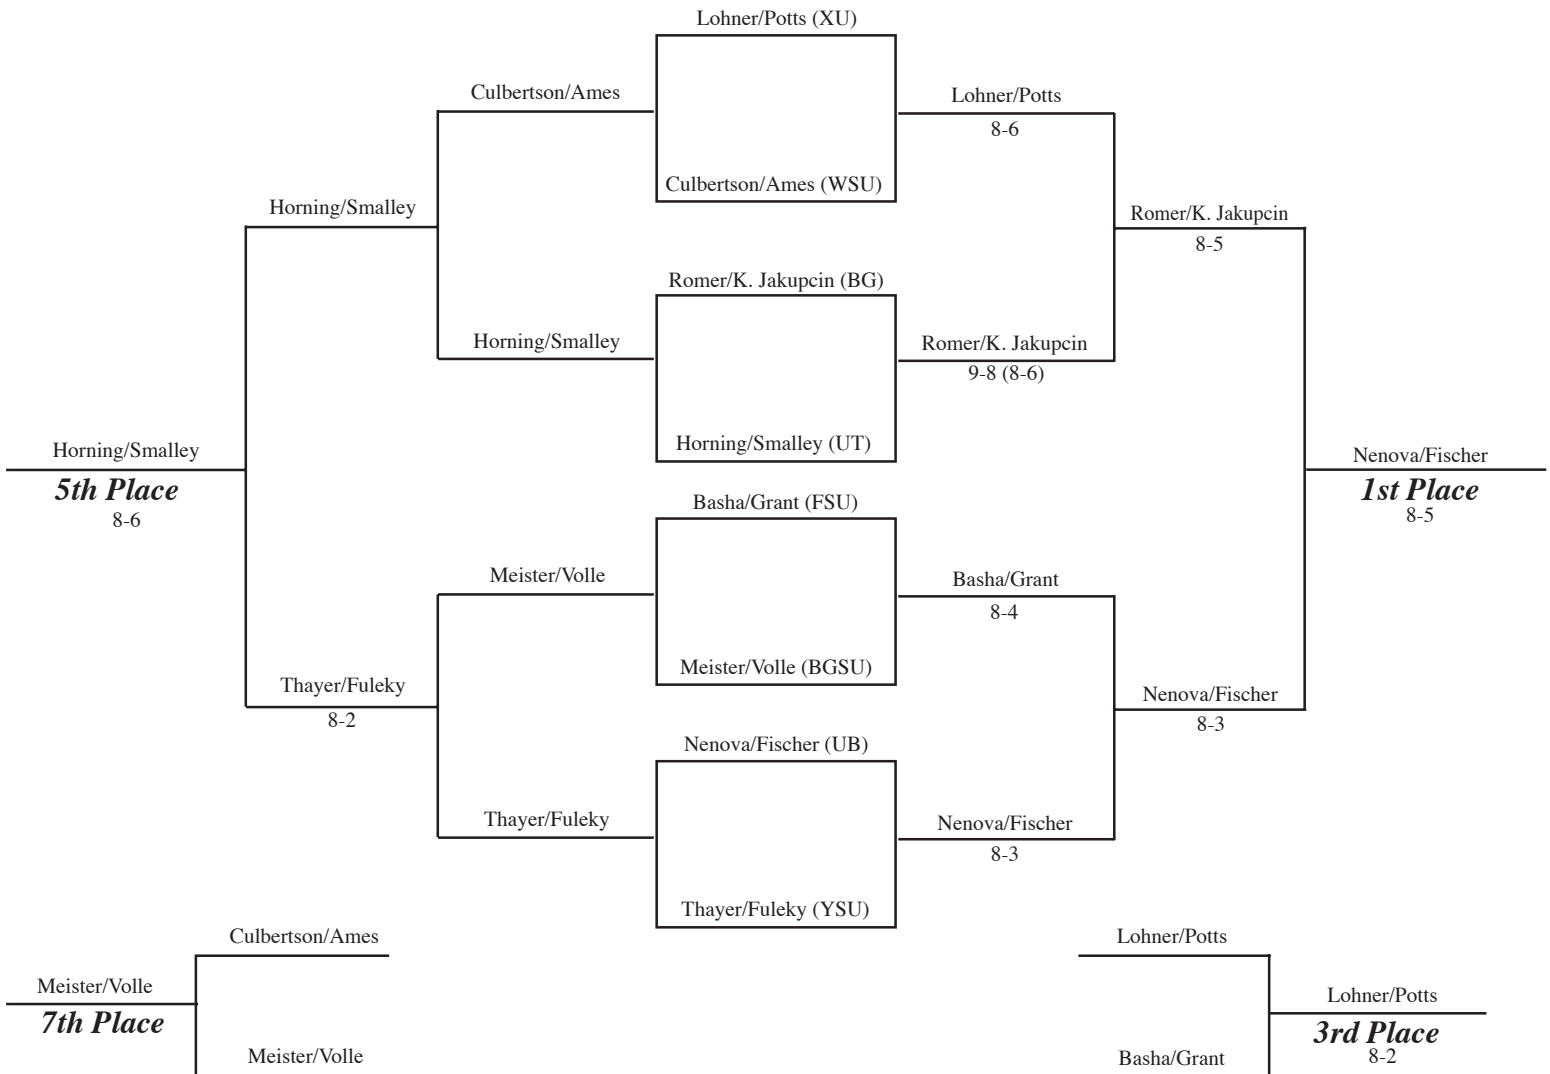 Lohner/Potts (XU)
Culbertson/Ames
Lohner/Potts
8-6
Culbertson/Ames (WSU)
Horning/Smalley
Romer/K. Jakupcin
8-5
Romer/K. Jakupcin (BG)
Horning/Smalley
Romer/K. Jakupcin
9-8 (8-6)
Horning/Smalley (UT)
Horning/Smalley
5th Place
8-6
Nenova/Fischer
1st Place
8-5
Basha/Grant (FSU)
Meister/Volle
Basha/Grant
8-4
Meister/Volle (BGSU)
Thayer/Fuleky
8-2
Nenova/Fischer
8-3
Nenova/Fischer (UB)
Thayer/Fuleky
Nenova/Fischer
8-3
Thayer/Fuleky (YSU)
Culbertson/Ames
Meister/Volle
7th Place
Meister/Volle
Lohner/Potts
Lohner/Potts
3rd Place
8-2
Basha/Grant